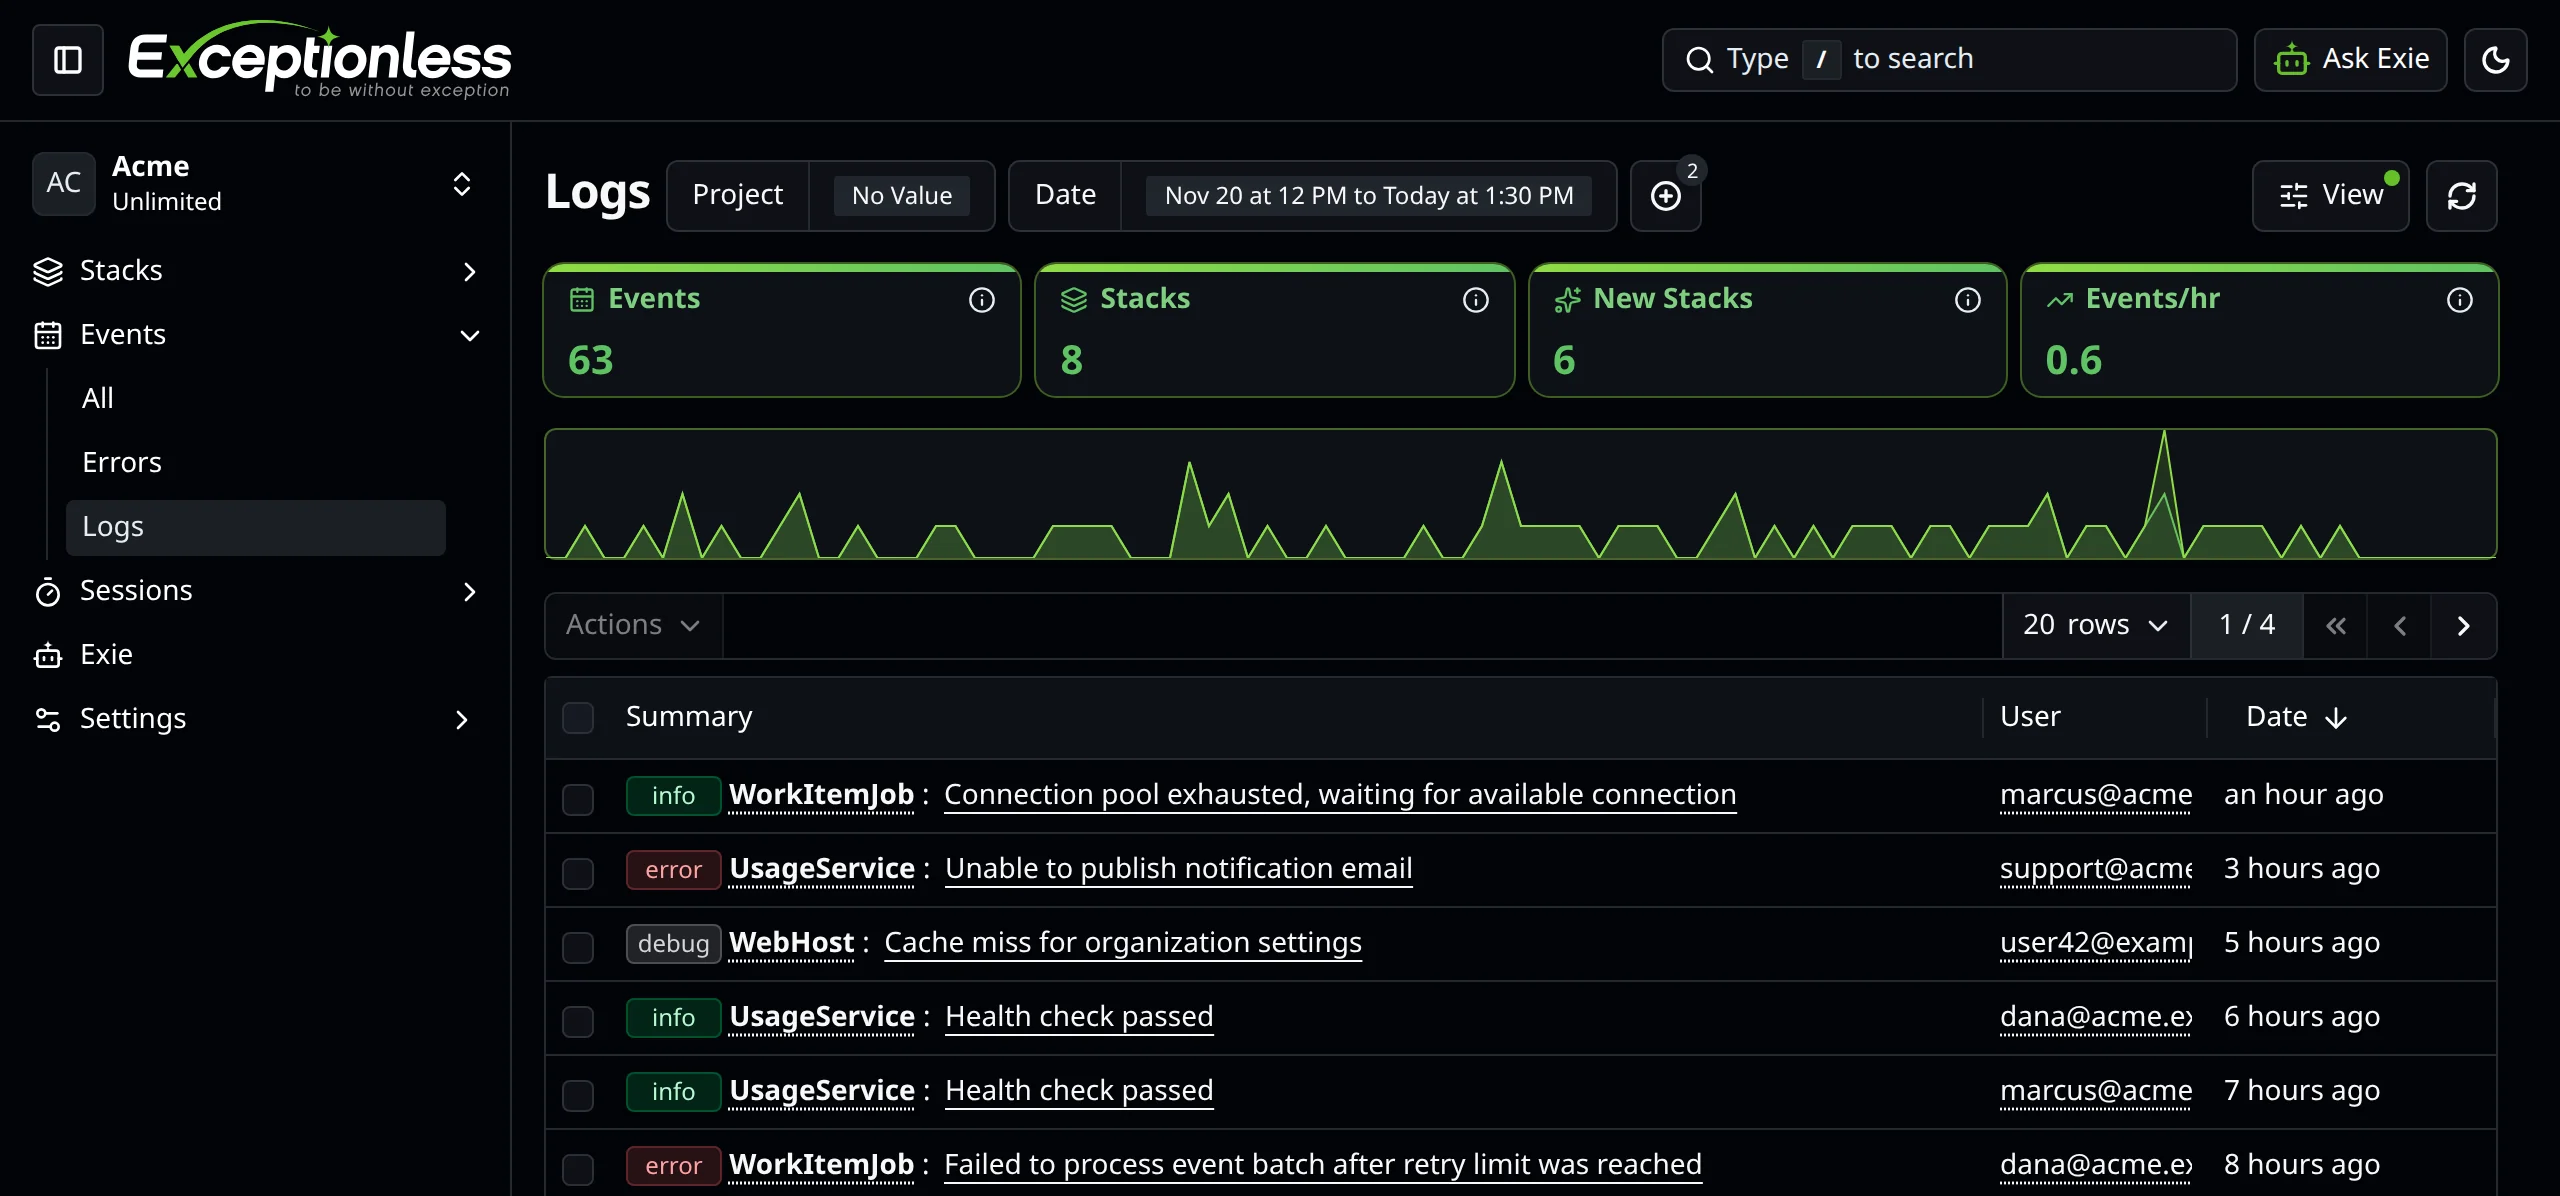 Exceptionless
to be without exception
Type / to search
Ask Exie
AC
Acme
Unlimited
Stacks
Events
All
Errors
Logs
Sessions
Exie
Settings
Logs
Project No Value
Date Nov 20 at 12 PM to Today at 1:30 PM
2
View
Events
63
Stacks
8
New Stacks
6
Events/hr
0.6
Actions
20 rows
1 / 4
Summary User Date
info WorkItemJob : Connection pool exhausted, waiting for available connection marcus@acme an hour ago
error UsageService : Unable to publish notification email support@acme 3 hours ago
debug WebHost : Cache miss for organization settings user42@examp 5 hours ago
info UsageService : Health check passed dana@acme.ex 6 hours ago
info UsageService : Health check passed marcus@acme 7 hours ago
error WorkItemJob : Failed to process event batch after retry limit was reached dana@acme.ex 8 hours ago